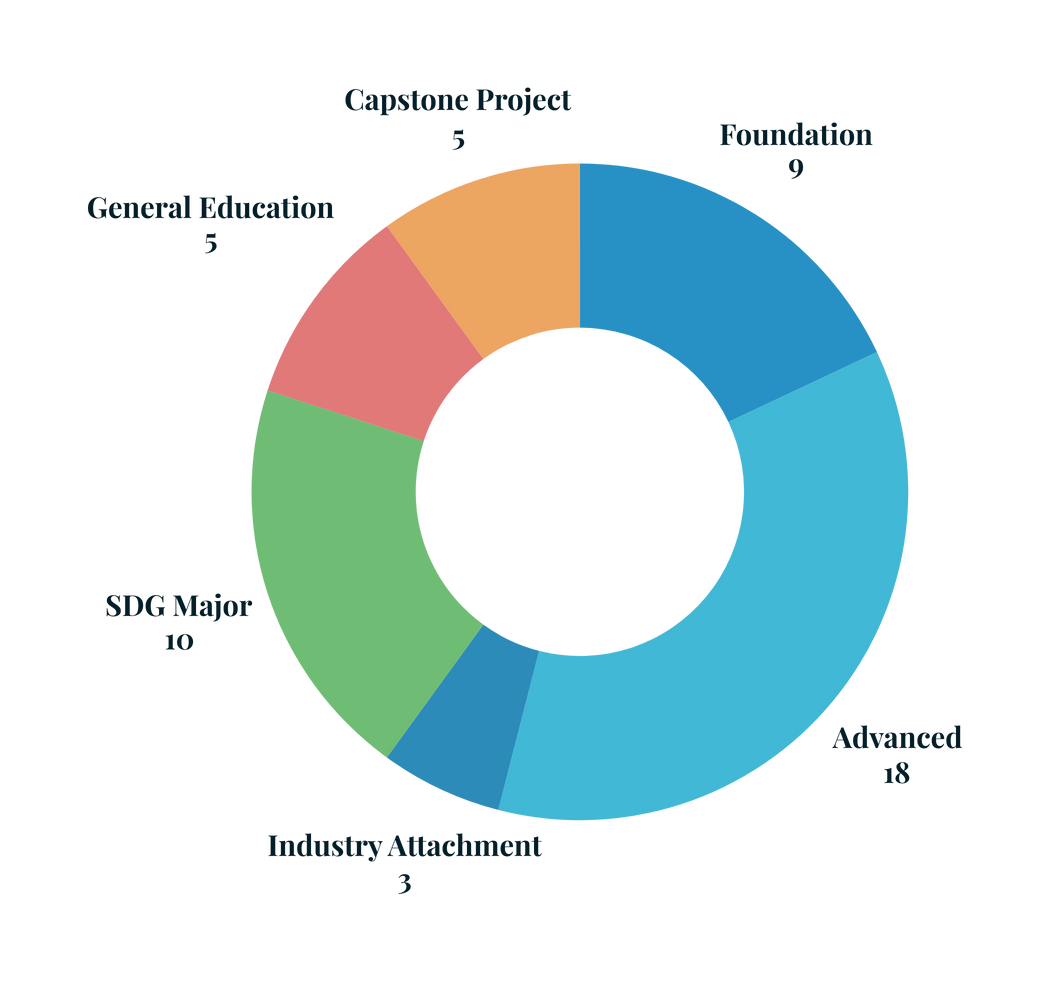 Capstone Project
5
Foundation
9
General Education
5
SDG Major
10
Advanced
18
Industry Attachment
3